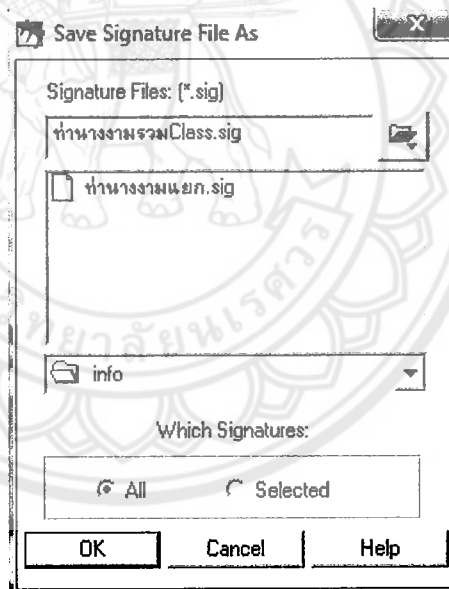 Save Signature File As
Signature Files: (*.sig)
ท่านางงามรวมClass.sig
ท่านางงามแยก.sig
info
Which Signatures:
All Selected
OK Cancel Help